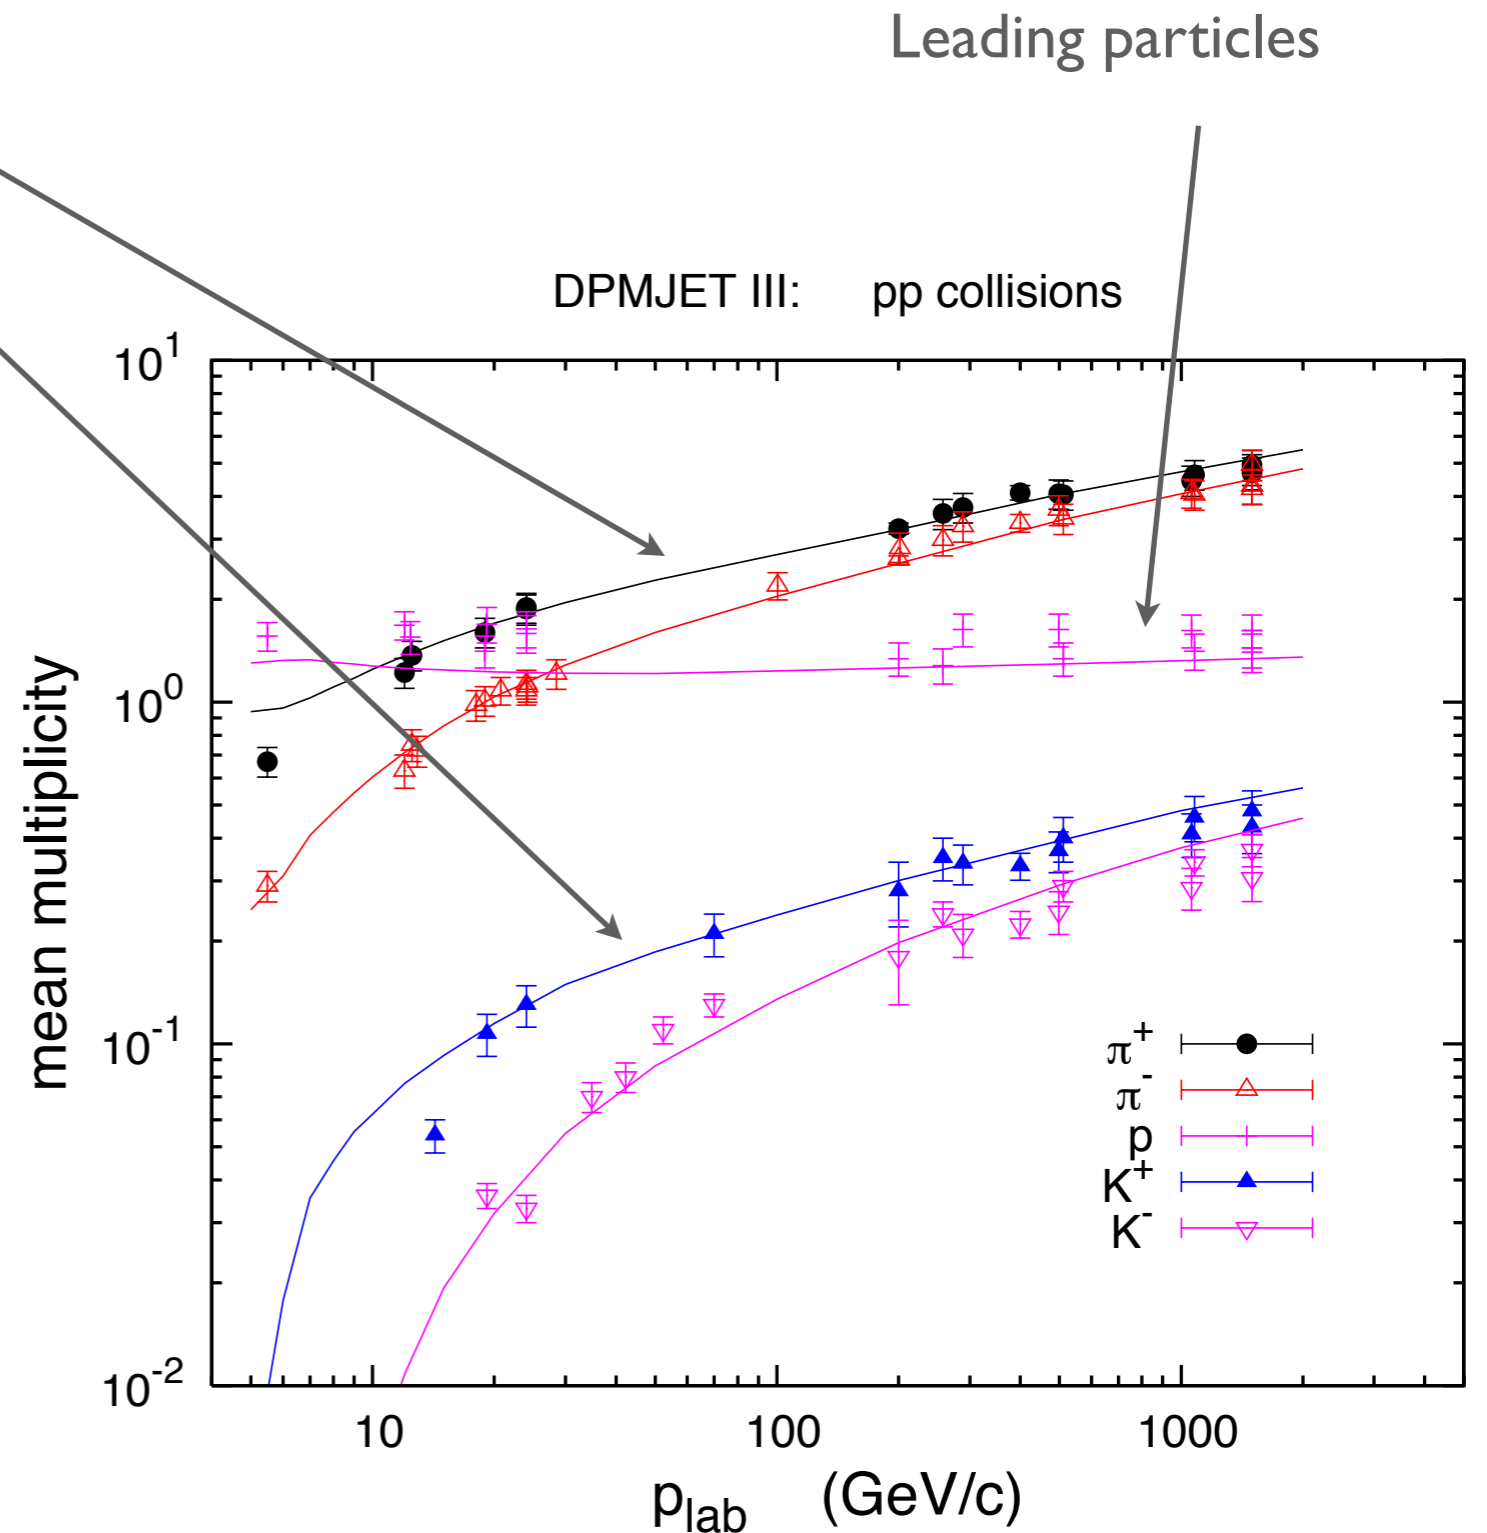 Leading particles
DPMJET III: pp collisions
10^1
10^0
10^-1
10^-2
mean multiplicity
π^+
π^-
p
K^+
K^-
10 100 1000
p_lab (GeV/c)